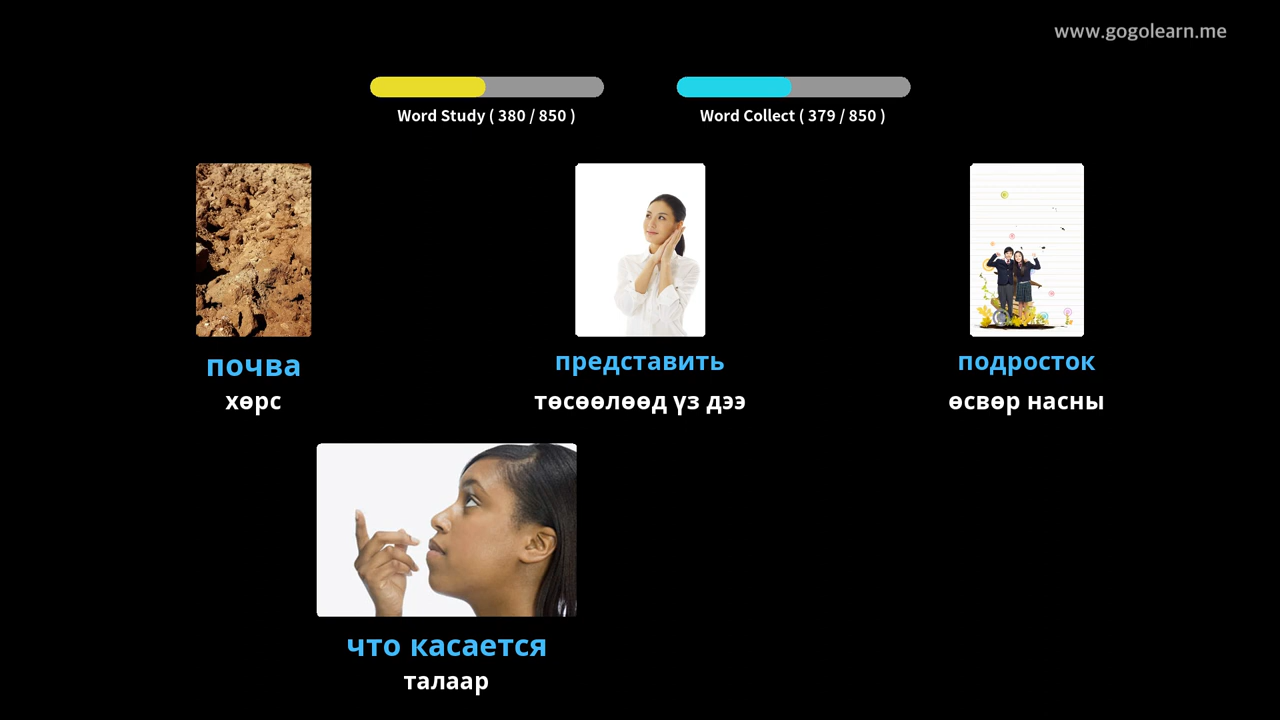 www.gogolearn.me
Word Study ( 380 / 850 )
Word Collect ( 379 / 850 )
почва
хөрс
представить
төсөөлөөд үз дээ
подросток
өсвөр насны
что касается
талаар